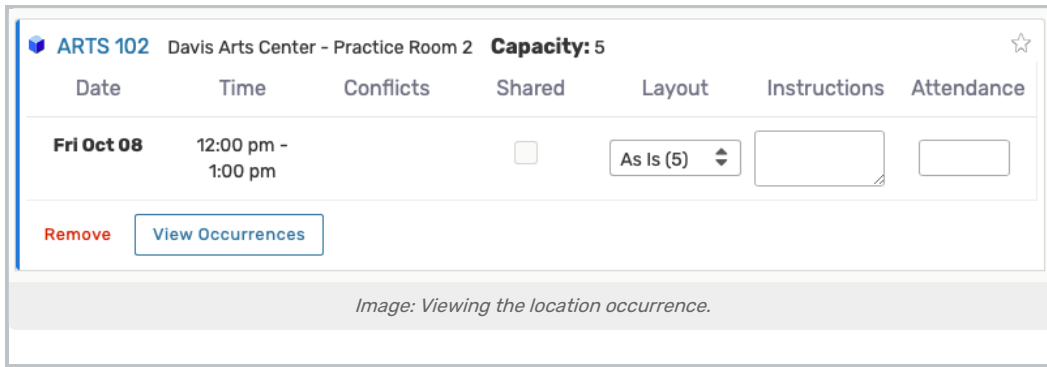 ARTS 102 Davis Arts Center - Practice Room 2 Capacity: 5
Date Time Conflicts Shared Layout Instructions Attendance
Fri Oct 08 12:00 pm - 1:00 pm As Is (5)
Remove View Occurrences
Image: Viewing the location occurrence.